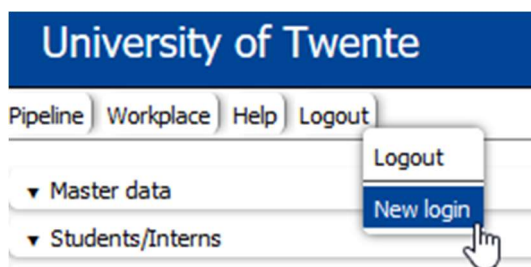 University of Twente
Pipeline Workplace Help Logout
Logout
▾ Master data
New login
▾ Students/Interns